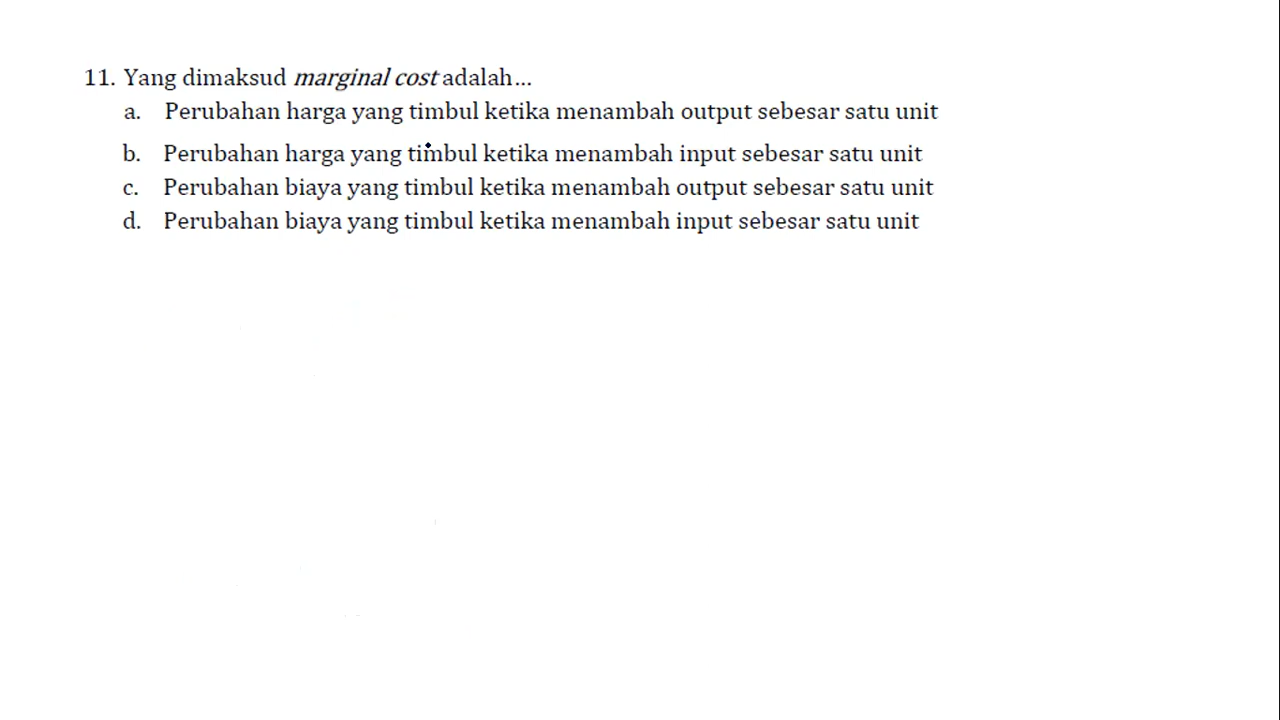 11. Yang dimaksud marginal cost adalah...
a. Perubahan harga yang timbul ketika menambah output sebesar satu unit
b. Perubahan harga yang timbul ketika menambah input sebesar satu unit
c. Perubahan biaya yang timbul ketika menambah output sebesar satu unit
d. Perubahan biaya yang timbul ketika menambah input sebesar satu unit